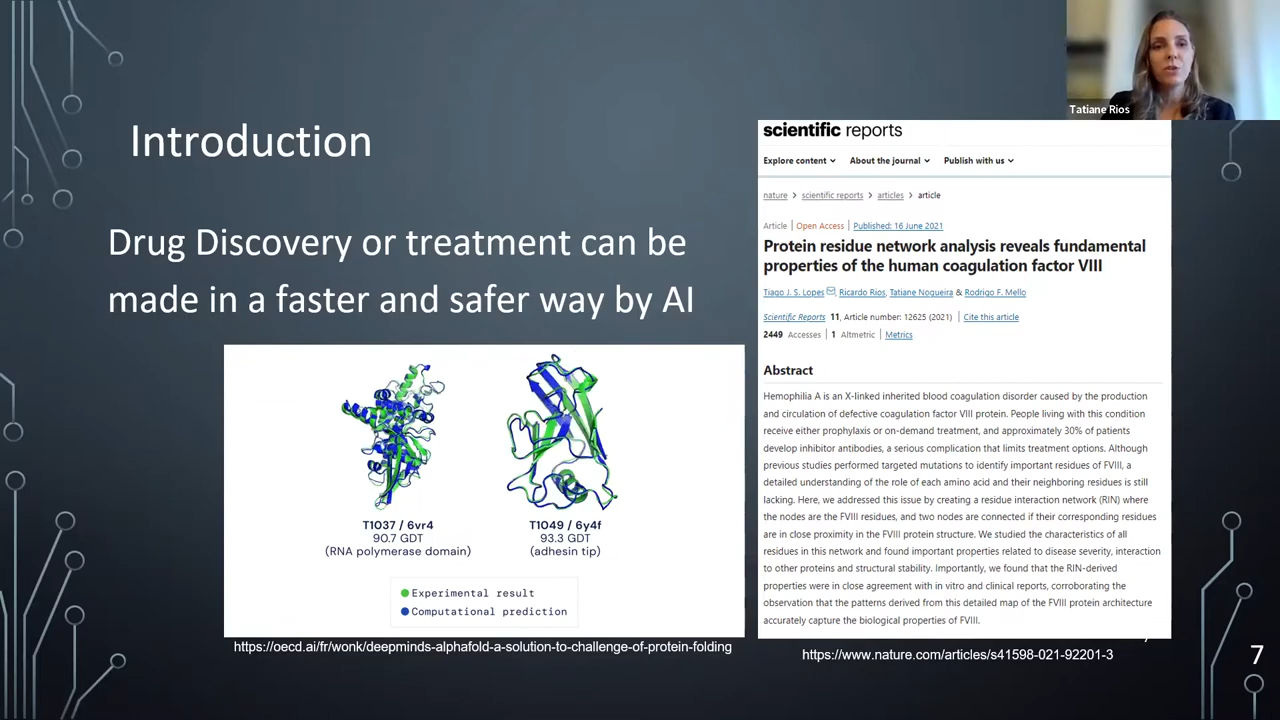 Tatiane Rios
Introduction
Drug Discovery or treatment can be
made in a faster and safer way by AI
T1037 / 6vr4
90.7 GDT
(RNA polymerase domain)
T1049 / 6y4f
93.3 GDT
(adhesin tip)
Experimental result
Computational prediction
https://oecd.ai/fr/wonk/deepminds-alphafold-a-solution-to-challenge-of-protein-folding
scientific reports
Explore content About the journal Publish with us
nature > scientific reports > articles > article
Article | Open Access | Published: 16 June 2021
Protein residue network analysis reveals fundamental
properties of the human coagulation factor VIII
Tiago J. S. Lopes, Ricardo Rios, Tatiane Nogueira & Rodrigo F. Mello
Scientific Reports 11, Article number: 12625 (2021) | Cite this article
2449 Accesses | 1 Altmetric | Metrics
Abstract
Hemophilia A is an X-linked inherited blood coagulation disorder caused by the production
and circulation of defective coagulation factor VIII protein. People living with this condition
receive either prophylaxis or on-demand treatment, and approximately 30% of patients
develop inhibitor antibodies, a serious complication that limits treatment options. Although
previous studies performed targeted mutations to identify important residues of FVIII, a
detailed understanding of the role of each amino acid and their neighboring residues is still
lacking. Here, we addressed this issue by creating a residue interaction network (RIN) where
the nodes are the FVIII residues, and two nodes are connected if their corresponding residues
are in close proximity in the FVIII protein structure. We studied the characteristics of all
residues in this network and found important properties related to disease severity, interaction
to other proteins and structural stability. Importantly, we found that the RIN-derived
properties were in close agreement with in vitro and clinical reports, corroborating the
observation that the patterns derived from this detailed map of the FVIII protein architecture
accurately capture the biological properties of FVIII.
https://www.nature.com/articles/s41598-021-92201-3
7